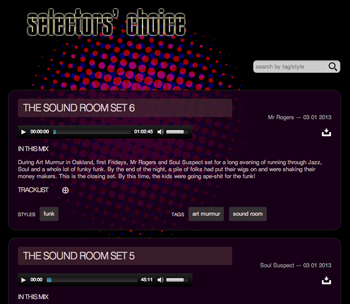 selectors' choice
search by tag/style
THE SOUND ROOM SET 6
Mr Rogers — 03 01 2013
00:00:00 01:02:45
IN THIS MIX
During Art Murmur in Oakland, first Fridays, Mr Rogers and Soul Suspect set for a long evening of running through Jazz,
Soul and a whole lot of funky funk. By the end of the night, a pile of folks had put their wigs on and were shaking their
money makers. This is the closing set. By this time, the kids were going ape-shit for the funk!
TRACKLIST
STYLES funk TAGS art murmur sound room
THE SOUND ROOM SET 5
Soul Suspect — 03 01 2013
00:00 45:11
IN THIS MIX